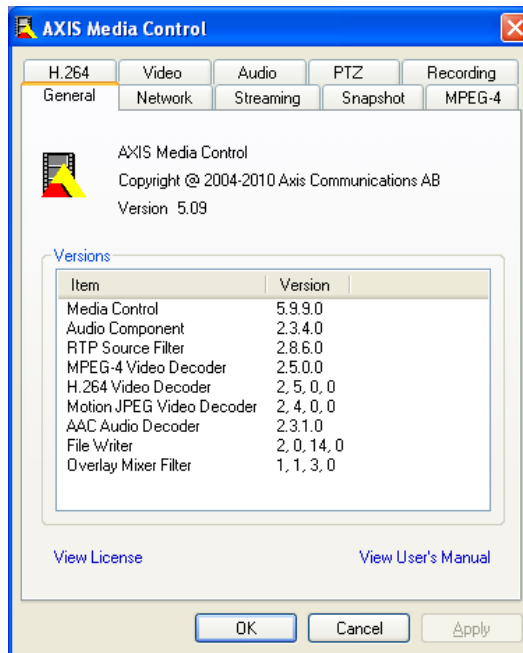 AXIS Media Control
H.264 Video Audio PTZ Recording
General Network Streaming Snapshot MPEG-4
AXIS Media Control
Copyright @ 2004-2010 Axis Communications AB
Version 5.09
Versions
Item Version
Media Control 5.9.9.0
Audio Component 2.3.4.0
RTP Source Filter 2.8.6.0
MPEG-4 Video Decoder 2.5.0.0
H.264 Video Decoder 2, 5, 0, 0
Motion JPEG Video Decoder 2, 4, 0, 0
AAC Audio Decoder 2.3.1.0
File Writer 2, 0, 14, 0
Overlay Mixer Filter 1, 1, 3, 0
View License View User's Manual
OK Cancel Apply